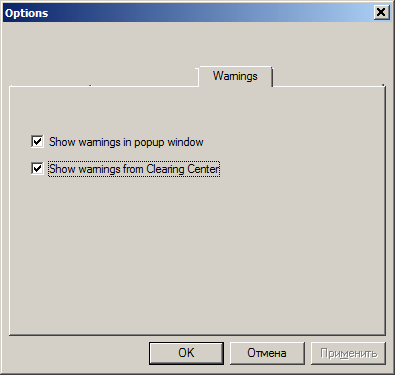 Options
Warnings
Show warnings in popup window
Show warnings from Clearing Center
OK Отмена Применить